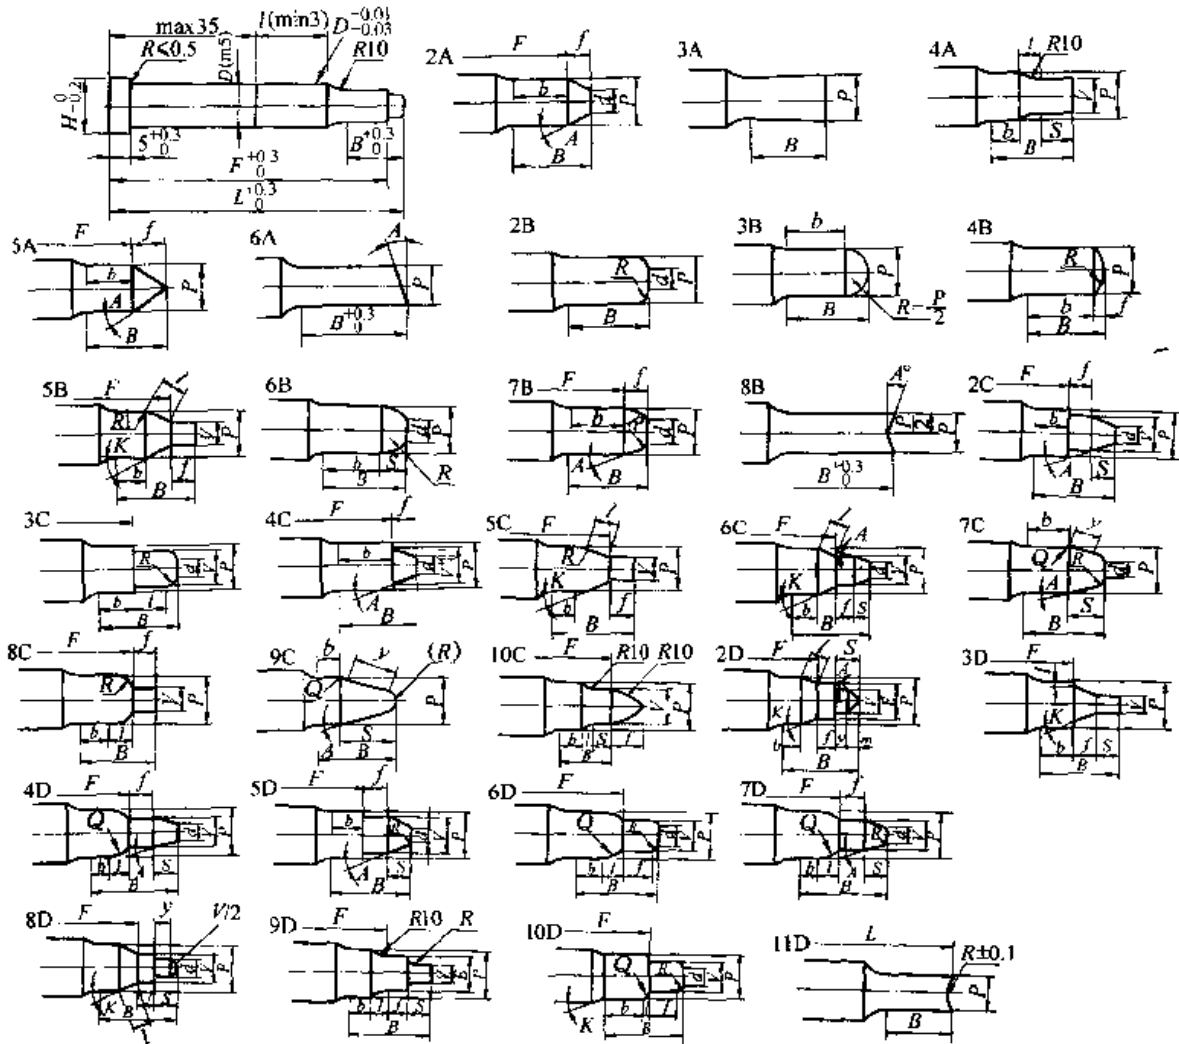 max35
l(min3)
D -0.01 -0.03
R≤0.5
D(m5)
R10
H 0 -0.2
5 +0.3 0
B +0.3 0
F +0.3 0
L +0.3 0
2A
F
f
b
d
P
A
B
3A
P
B
4A
l
R10
V
P
b
S
B
5A
F
f
b
A
P
B
6A
A
P
B +0.3 0
2B
R
d
P
B
3B
b
P
B
R=P/2
4B
R
P
b
f
B
5B
F
l
R1
K
V
P
b
f
B
6B
d
P
b
S
B
R
7B
F
f
b
d
P
A
B
8B
A°
P/2
P
B +0.3 0
2C
F
f
b
d
V
P
A
S
B
3C
R
d
V
P
b
l
B
4C
F
f
b
d
V
P
A
B
5C
F
l
R
K
V
P
b
f
B
6C
F
l
A
K
V
P
b
B
f
S
7C
b
y
Q
R
A
d
P
S
B
8C
F
f
R
V
P
b
l
B
9C
b
y
(R)
Q
P
A
S
B
10C
F
R10
R10
V
P
b
S
f
B
2D
F
S
K
P
b
f
y
m
B
3D
F
K
V
P
b
f
S
B
4D
F
f
Q
d
V
P
b
l
A
S
B
5D
F
f
b
R
d
V
P
A
S
B
6D
F
Q
R
d
V
P
b
l
f
B
7D
F
f
Q
R
d
V
P
b
l
A
S
B
8D
F
y
V/2
d
V
P
K
B
S
l
9D
F
R10
R
V
P
b
l
f
S
B
10D
F
Q
R
d
V
P
K
b
f
B
11D
L
R±0.1
P
B